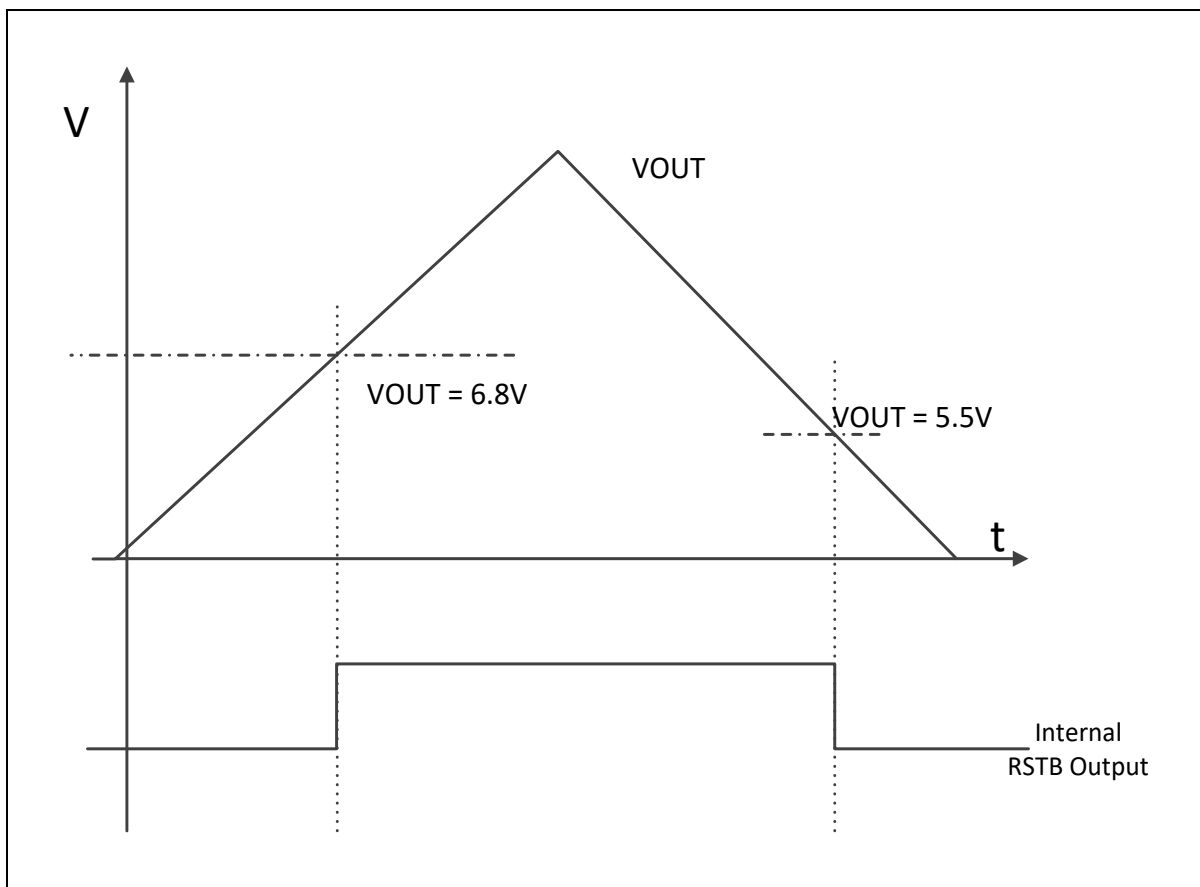 V
VOUT
VOUT = 6.8V
VOUT = 5.5V
t
Internal
RSTB Output